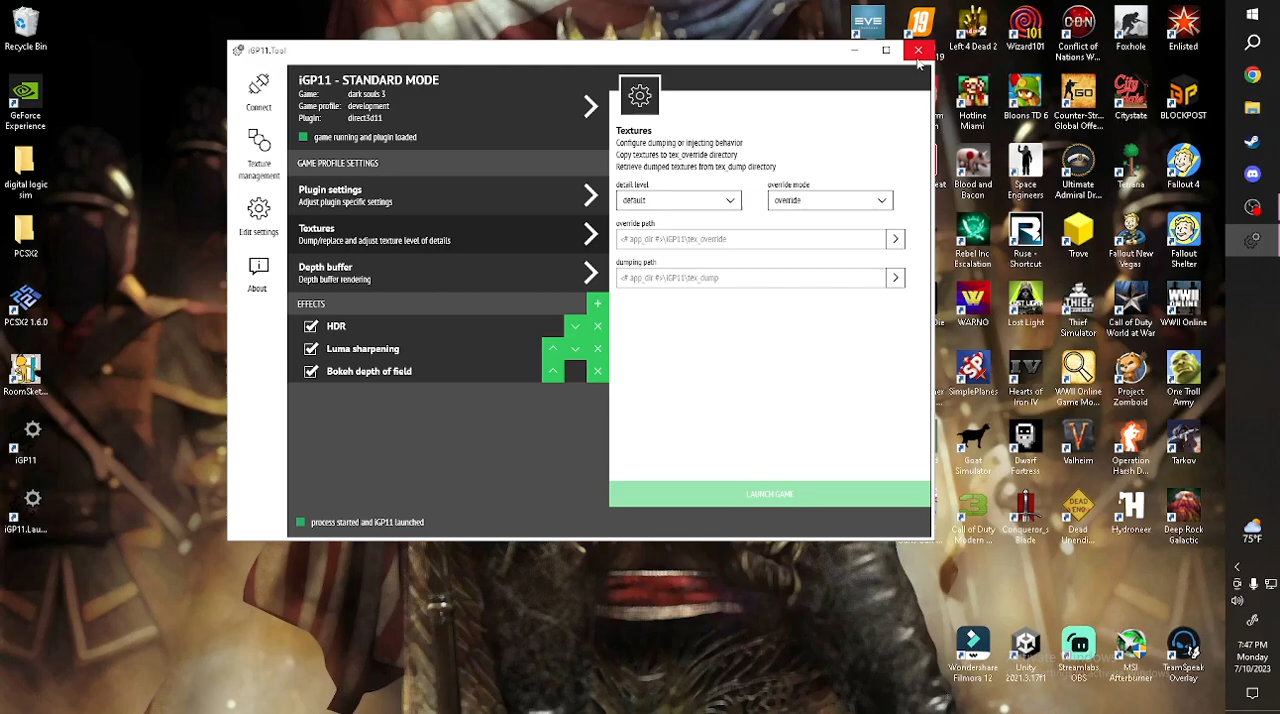 Recycle Bin
GeForce
Experience
digital logic
sim
PCSX2
PCSX2 1.6.0
RoomSket...
iGP11
iGP11.Lau...
iGP11.Tool
Connect
Texture
management
Edit settings
About
iGP11 - STANDARD MODE
Game: dark souls 3
Game profile: development
Plugin: direct3d11
game running and plugin loaded
GAME PROFILE SETTINGS
Plugin settings
Adjust plugin specific settings
Textures
Dump/replace and adjust texture level of details
Depth buffer
Depth buffer rendering
EFFECTS
HDR
Luma sharpening
Bokeh depth of field
process started and iGP11 launched
Textures
Configure dumping or injecting behavior
Copy textures to tex_override directory
Retrieve dumped textures from tex_dump directory
detail level
override mode
default
override
override path
<# app_dir #>\iGP11\tex_override
dumping path
<# app_dir #>\iGP11\tex_dump
LAUNCH GAME
EVE
19
Left 4 Dead 2
Wizard101
Conflict of
Nations W...
Foxhole
Enlisted
Hotline
Miami
Bloons TD 6
Counter-str...
Global Offe...
Citystate
BLOCKPOST
Blood and
Bacon
Space
Engineers
Ultimate
Admiral Dr...
Terraria
Fallout 4
Rebel Inc
Escalation
Ruse -
Shortcut
Trove
Fallout New
Vegas
Fallout
Shelter
WARNO
Lost Light
Thief
Simulator
Call of Duty
World at War
WWII Online
SimplePlanes
Hearts of
Iron IV
WWII Online
Game Mo...
Project
Zomboid
One Troll
Army
Goat
Simulator
Dwarf
Fortress
Valheim
Operation
Harsh D...
Tarkov
Call of Duty
Modern ...
Conqueror_s
Blade
Dead
Unendi...
Hydroneer
Deep Rock
Galactic
Wondershare
Filmora 12
Unity
2021.3.17f1
Streamlabs
OBS
MSI
Afterburner
TeamSpeak
Overlay
75°F
7:47 PM
Monday
7/10/2023